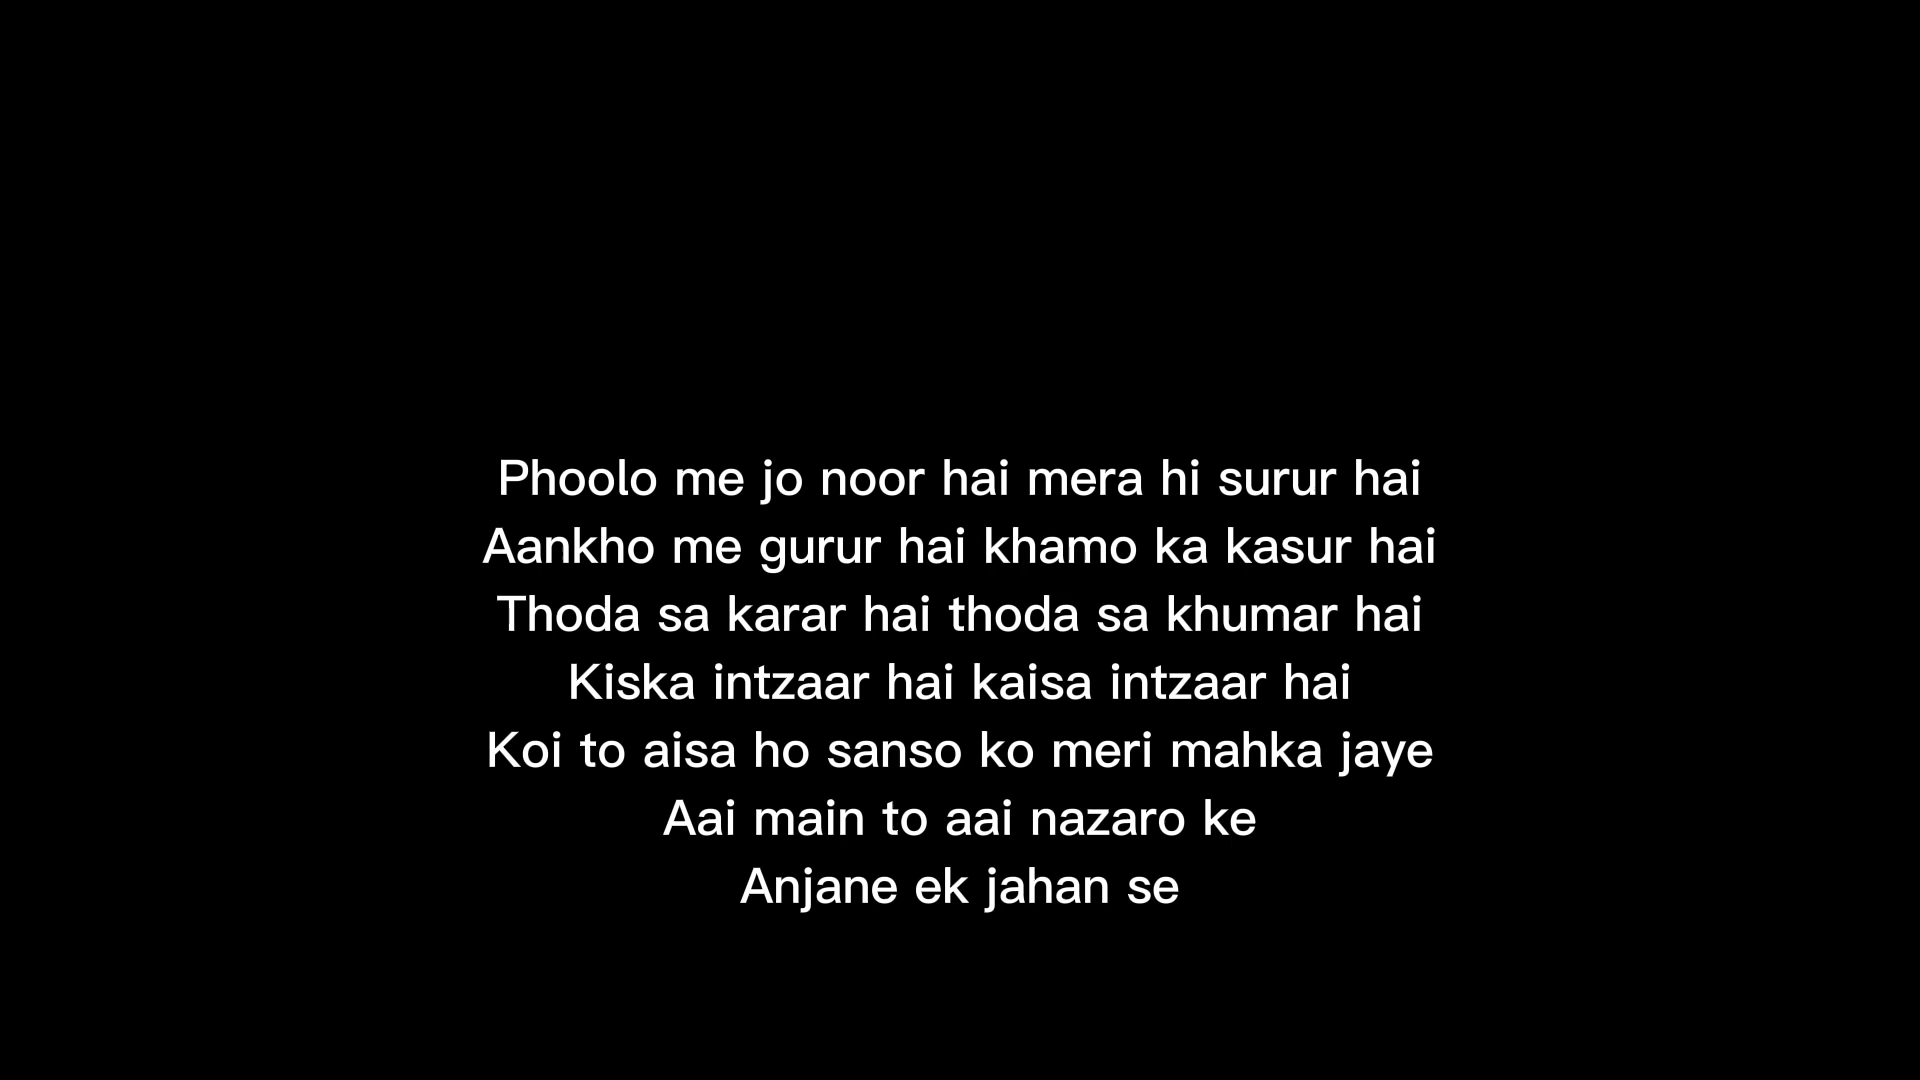 Phoolo me jo noor hai mera hi surur hai
Aankho me gurur hai khamo ka kasur hai
Thoda sa karar hai thoda sa khumar hai
Kiska intzaar hai kaisa intzaar hai
Koi to aisa ho sanso ko meri mahka jaye
Aai main to aai nazaro ke
Anjane ek jahan se